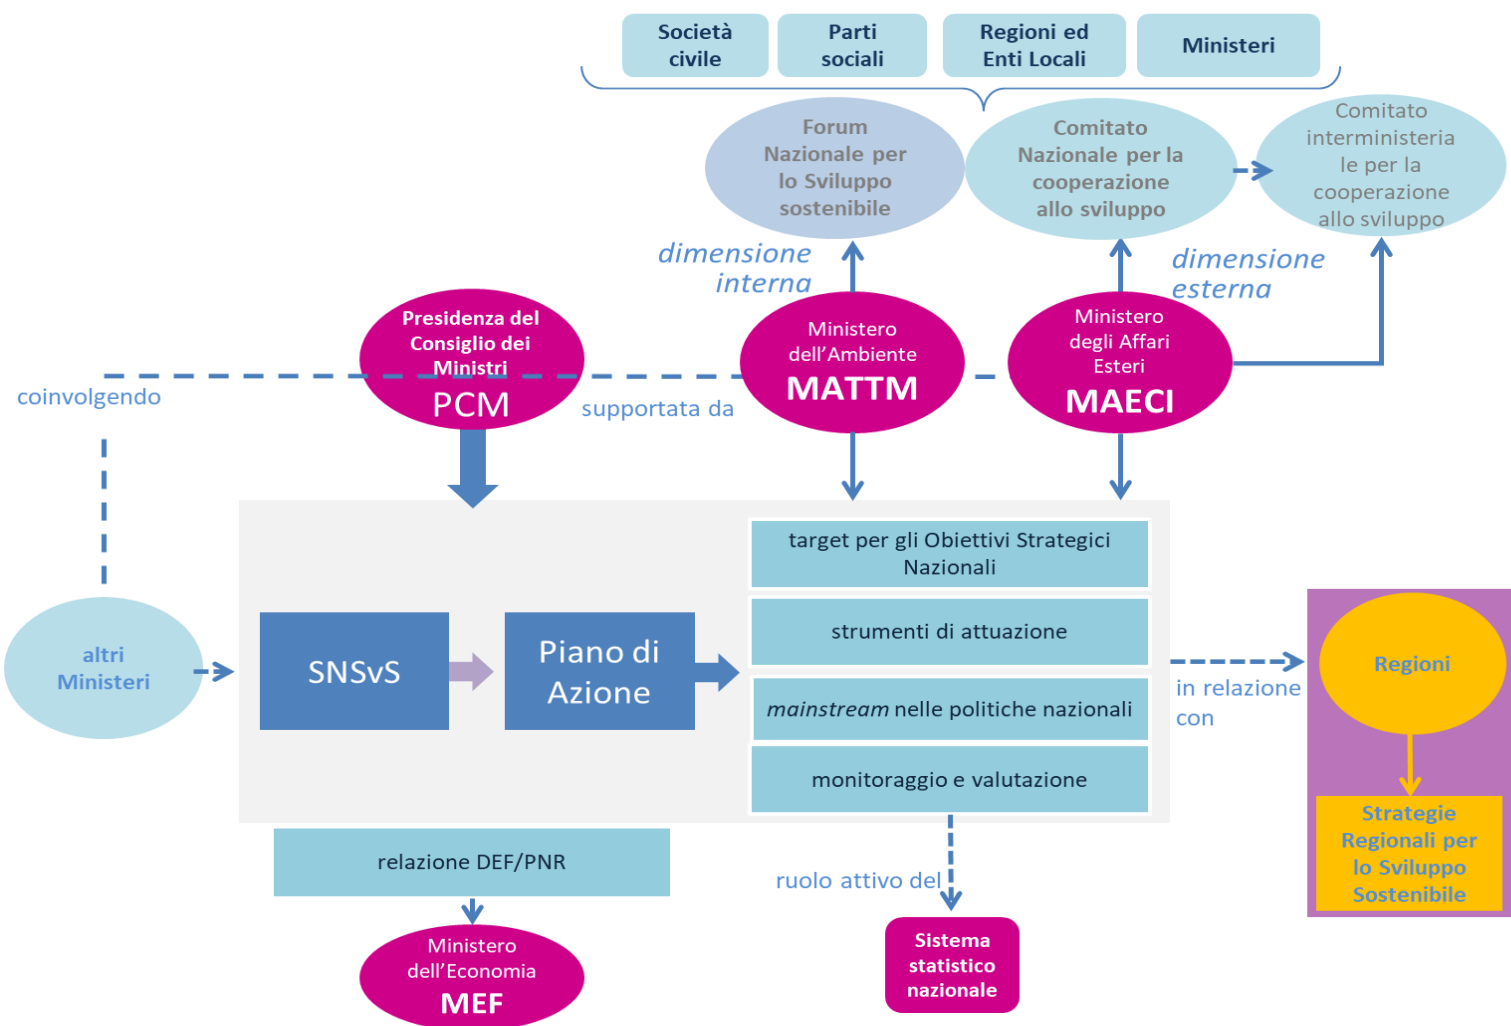 Società
civile
Parti
sociali
Regioni ed
Enti Locali
Ministeri
Forum
Nazionale per
lo Sviluppo
sostenibile
Comitato
Nazionale per la
cooperazione
allo sviluppo
Comitato
interministeria
le per la
cooperazione
allo sviluppo
dimensione
interna
dimensione
esterna
Presidenza del
Consiglio dei
Ministri
PCM
Ministero
dell’Ambiente
MATTM
Ministero
degli Affari
Esteri
MAECI
coinvolgendo
supportata da
target per gli Obiettivi Strategici
Nazionali
strumenti di attuazione
mainstream nelle politiche nazionali
monitoraggio e valutazione
altri
Ministeri
SNSvS
Piano di
Azione
in relazione
con
Regioni
Strategie
Regionali per
lo Sviluppo
Sostenibile
relazione DEF/PNR
ruolo attivo del
Ministero
dell’Economia
MEF
Sistema
statistico
nazionale